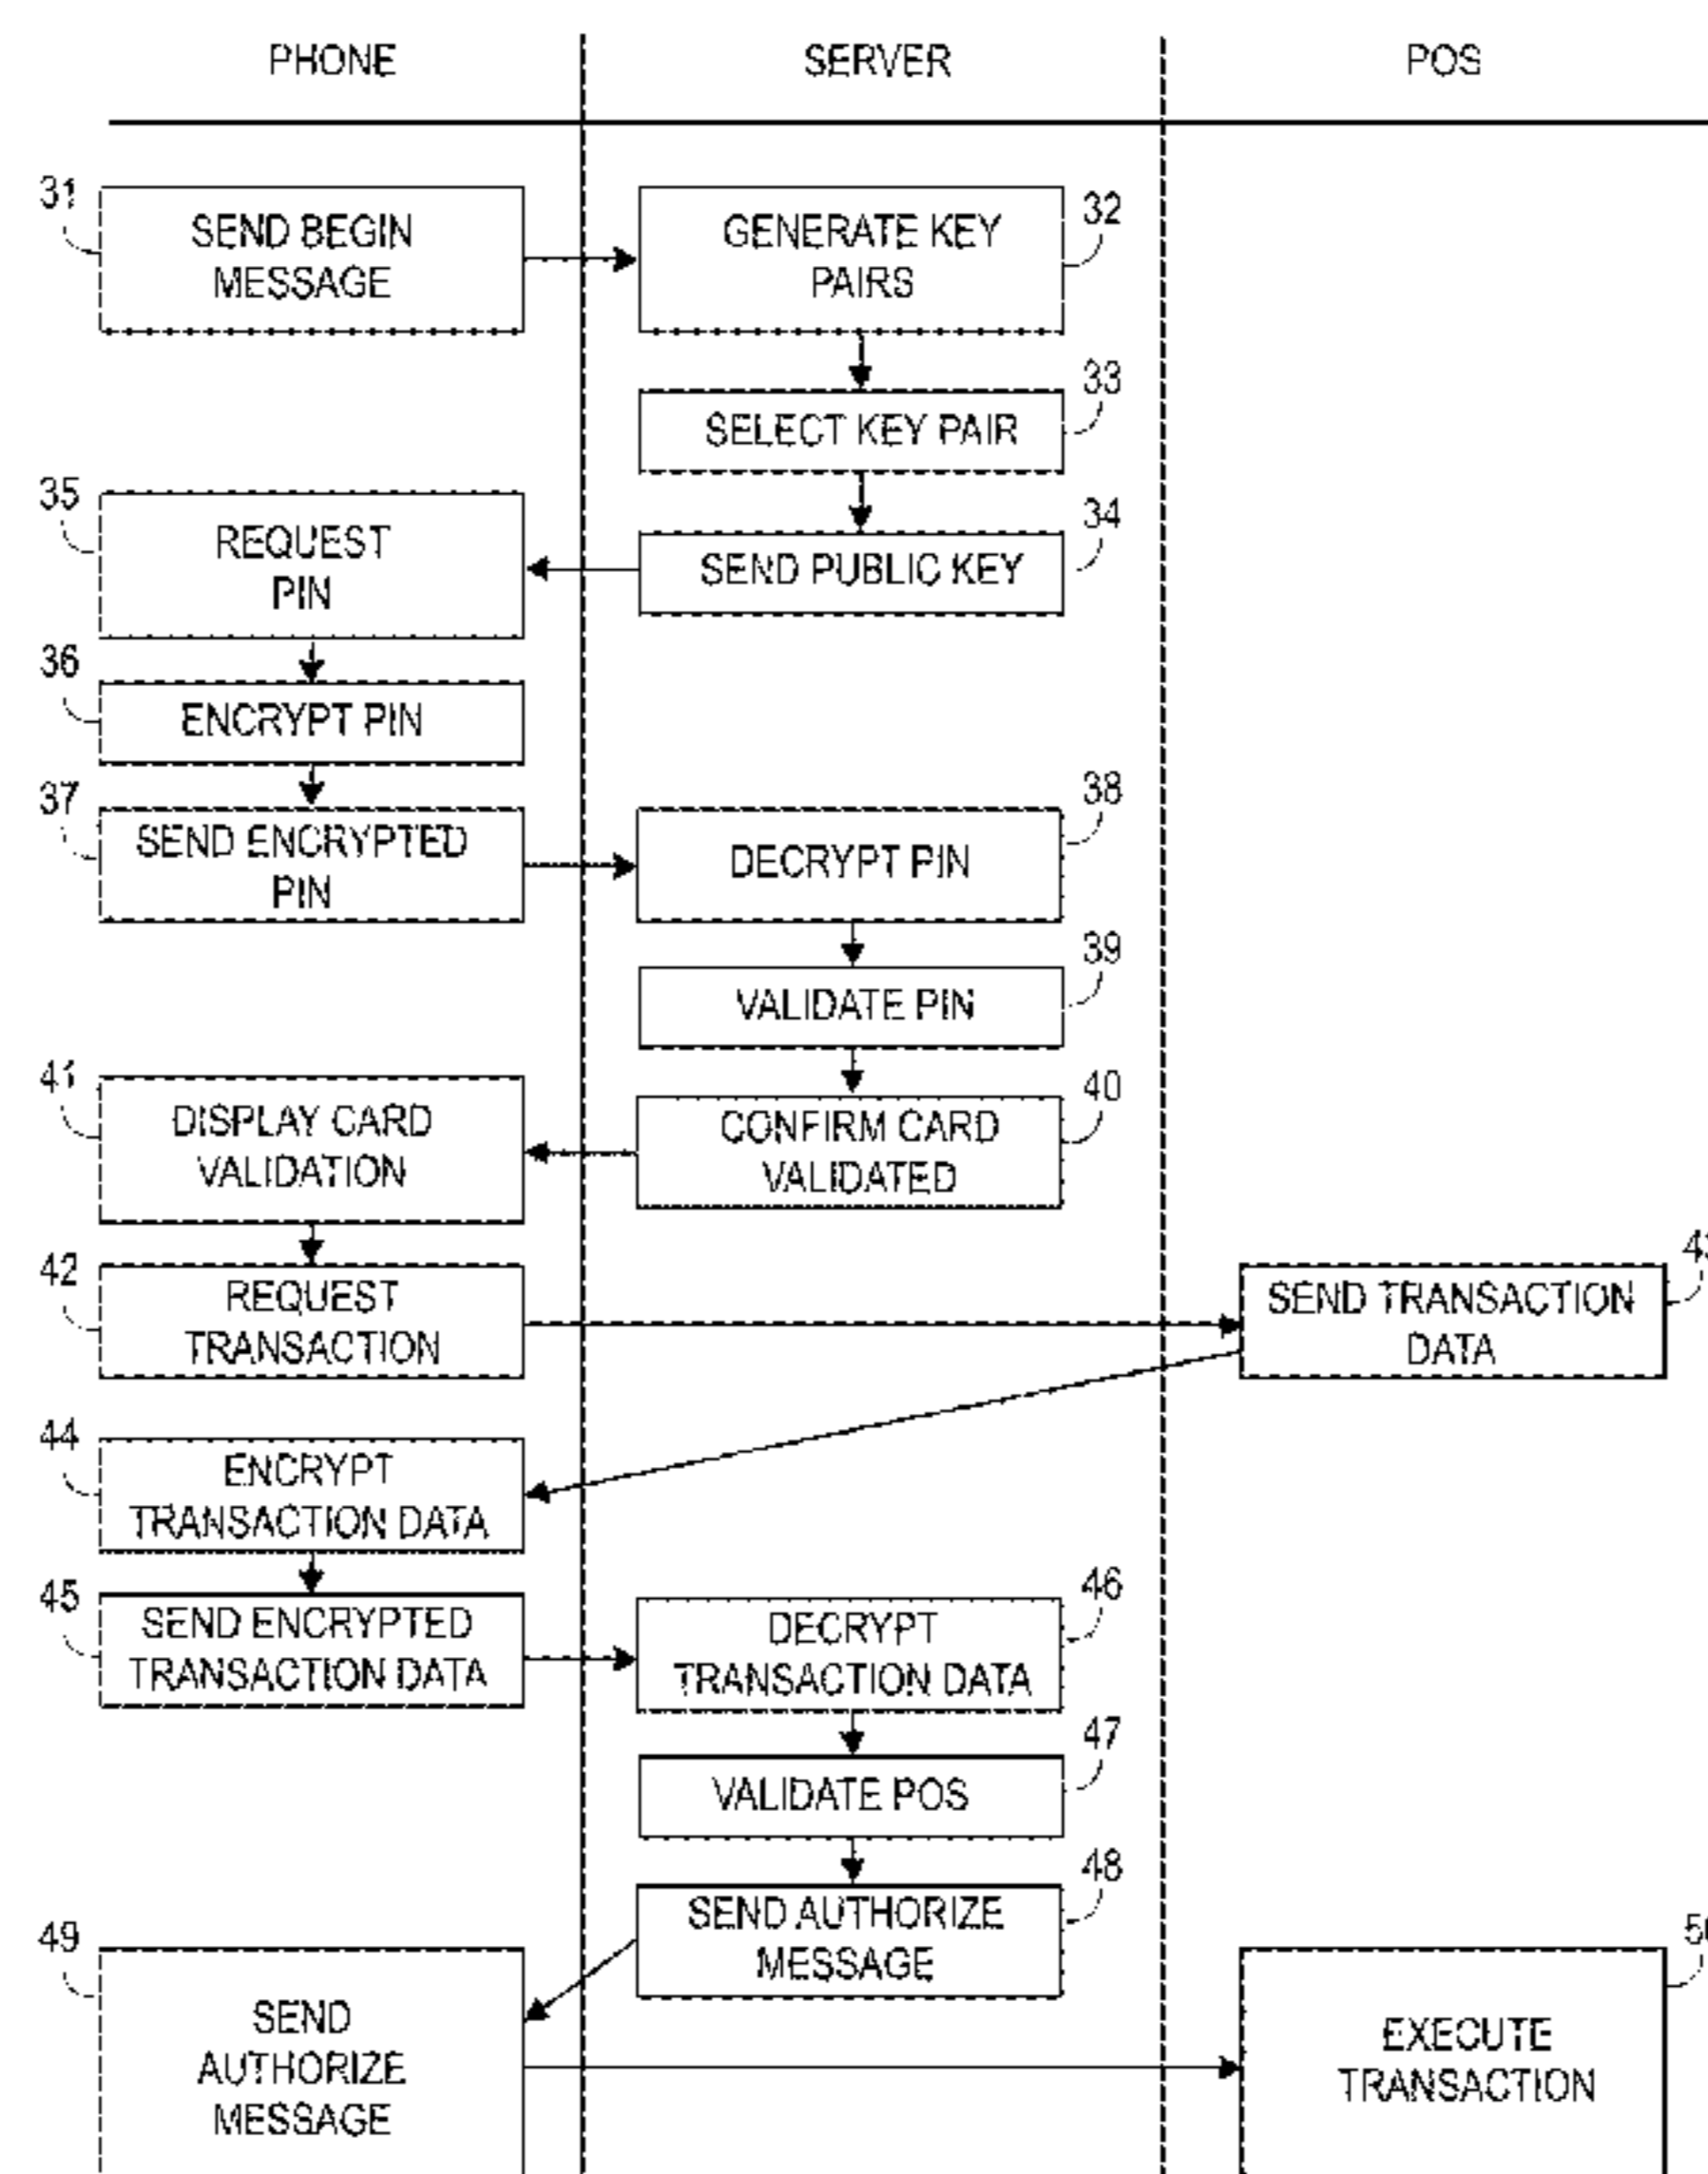 PHONE
SERVER
POS
31
SEND BEGIN
MESSAGE
GENERATE KEY
PAIRS
32
SELECT KEY PAIR
33
35
REQUEST
PIN
SEND PUBLIC KEY
34
36
ENCRYPT PIN
37
SEND ENCRYPTED
PIN
DECRYPT PIN
38
VALIDATE PIN
39
41
DISPLAY CARD
VALIDATION
CONFIRM CARD
VALIDATED
40
42
REQUEST
TRANSACTION
SEND TRANSACTION
DATA
44
ENCRYPT
TRANSACTION DATA
45
SEND ENCRYPTED
TRANSACTION DATA
DECRYPT
TRANSACTION DATA
46
VALIDATE POS
47
SEND AUTHORIZE
MESSAGE
48
49
SEND
AUTHORIZE
MESSAGE
EXECUTE
TRANSACTION